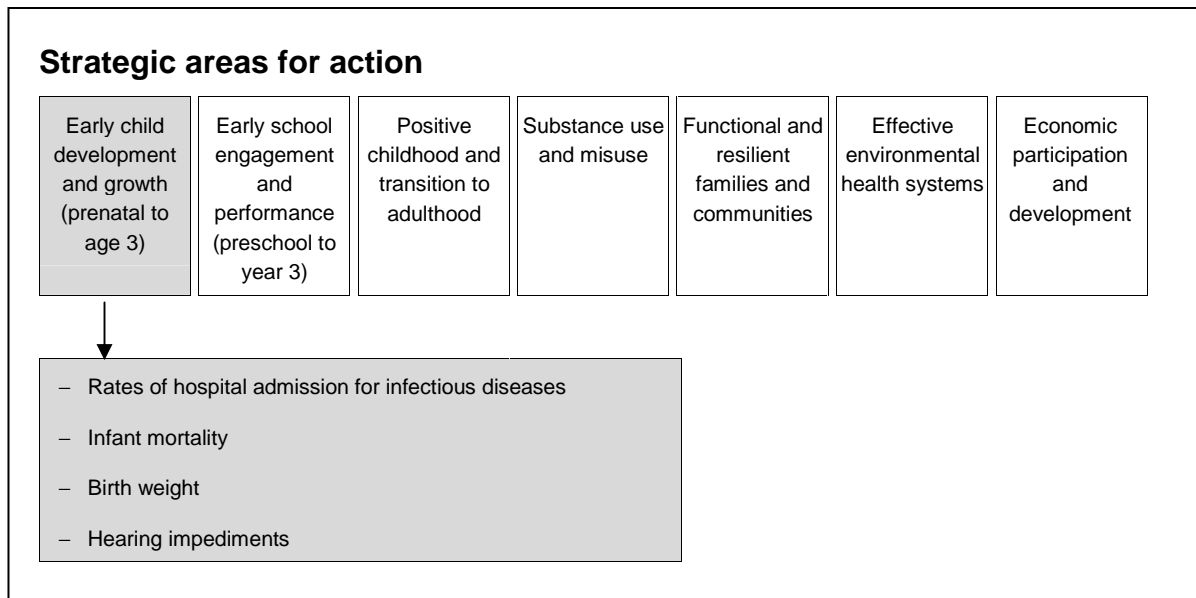 Strategic areas for action
Early child
development
and growth
(prenatal to
age 3)
Early school
engagement
and
performance
(preschool to
year 3)
Positive
childhood and
transition to
adulthood
Substance use
and misuse
Functional and
resilient
families and
communities
Effective
environmental
health systems
Economic
participation
and
development
– Rates of hospital admission for infectious diseases
– Infant mortality
– Birth weight
– Hearing impediments